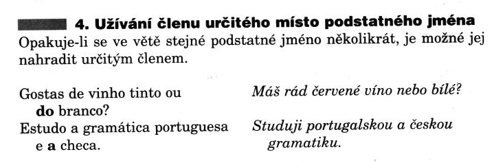 4. Užívání členu určitého místo podstatného jména
Opakuje-li se ve větě stejné podstatné jméno několikrát, je možné jej
nahradit určitým členem.
Gostas de vinho tinto ou
do branco?
Máš rád červené víno nebo bílé?
Estudo a gramática portuguesa
e a checa.
Studuji portugalskou a českou
gramatiku.